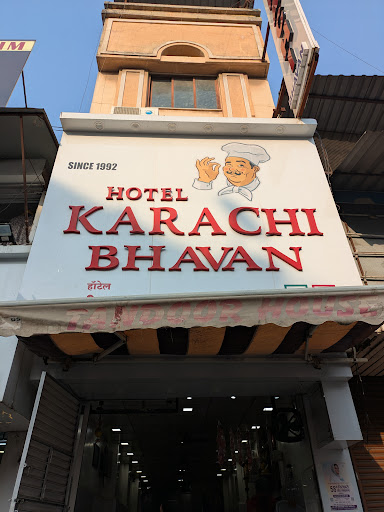 SINCE 1992
HOTEL
KARACHI
BHAVAN
हॉटेल